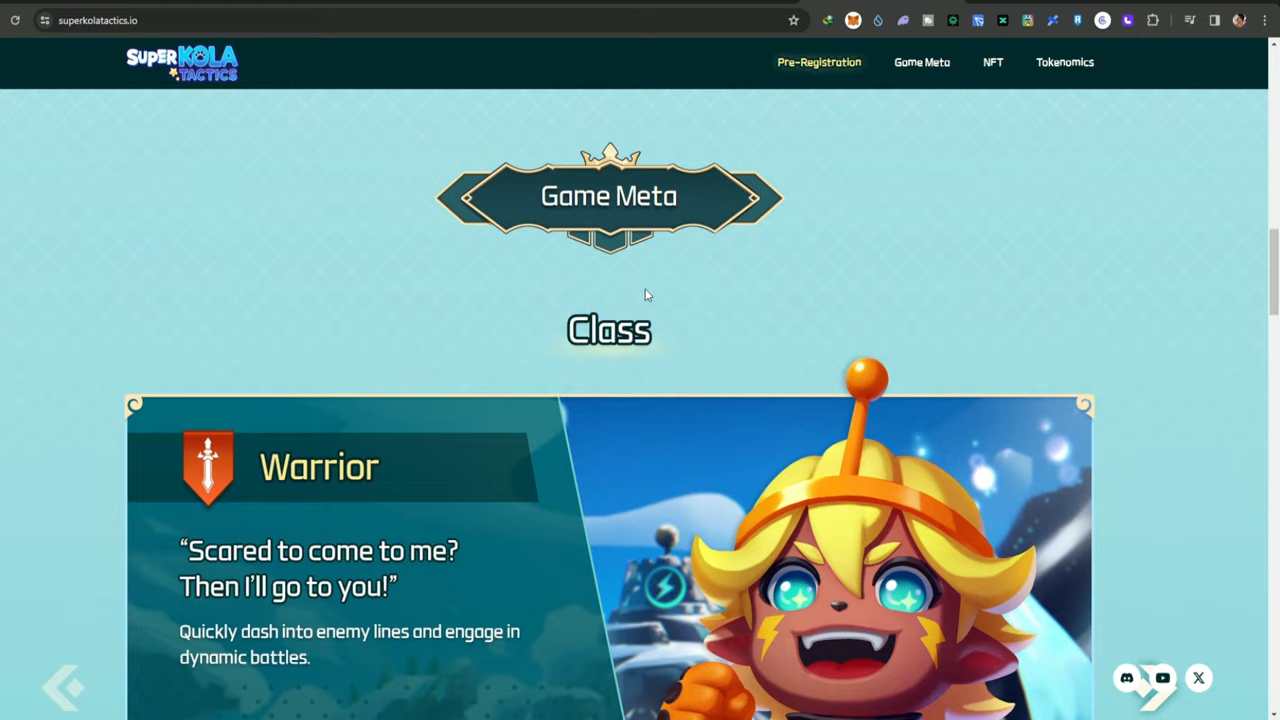 superkolatactics.io
SUPER KOLA
TACTICS
Pre-Registration
Game Meta
NFT
Tokenomics
Game Meta
Class
Warrior
“Scared to come to me?
Then I'll go to you!”
Quickly dash into enemy lines and engage in
dynamic battles.